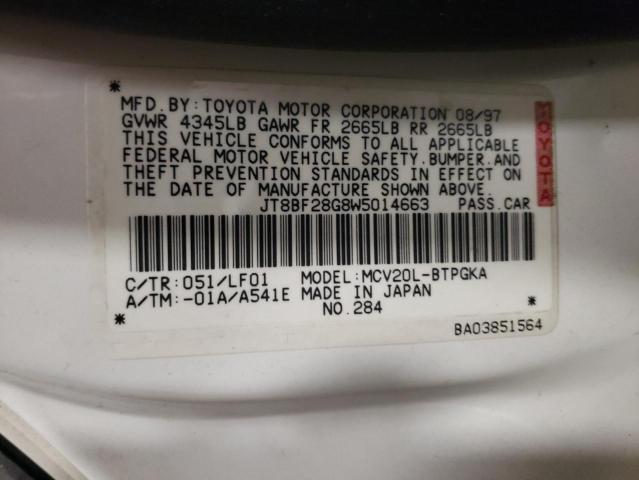 MFD.BY:TOYOTA MOTOR CORPORATION 08/97
GVWR 4345LB GAWR FR 2665LB RR 2665LB
THIS VEHICLE CONFORMS TO ALL APPLICABLE
FEDERAL MOTOR VEHICLE SAFETY.BUMPER.AND
THEFT PREVENTION STANDARDS IN EFFECT ON
THE DATE OF MANUFACTURE SHOWN ABOVE.
JT8BF28G8W5014663 PASS.CAR
TOYOTA
C/TR:051/LF01 MODEL:MCV20L-BTPGKA
A/TM:-01A/A541E MADE IN JAPAN
NO.284
BA03851564